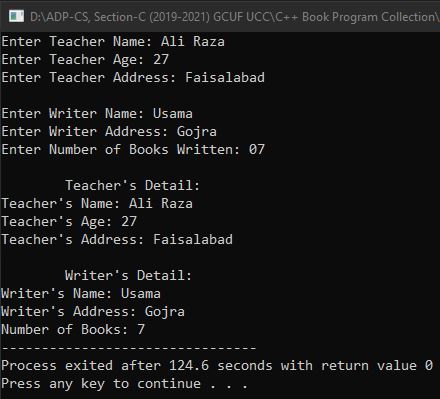 D:\ADP-CS, Section-C (2019-2021) GCUF UCC\C++ Book Program Collection\
Enter Teacher Name: Ali Raza
Enter Teacher Age: 27
Enter Teacher Address: Faisalabad
Enter Writer Name: Usama
Enter Writer Address: Gojra
Enter Number of Books Written: 07
Teacher's Detail:
Teacher's Name: Ali Raza
Teacher's Age: 27
Teacher's Address: Faisalabad
Writer's Detail:
Writer's Name: Usama
Writer's Address: Gojra
Number of Books: 7
--------------------------------
Process exited after 124.6 seconds with return value 0
Press any key to continue . . .